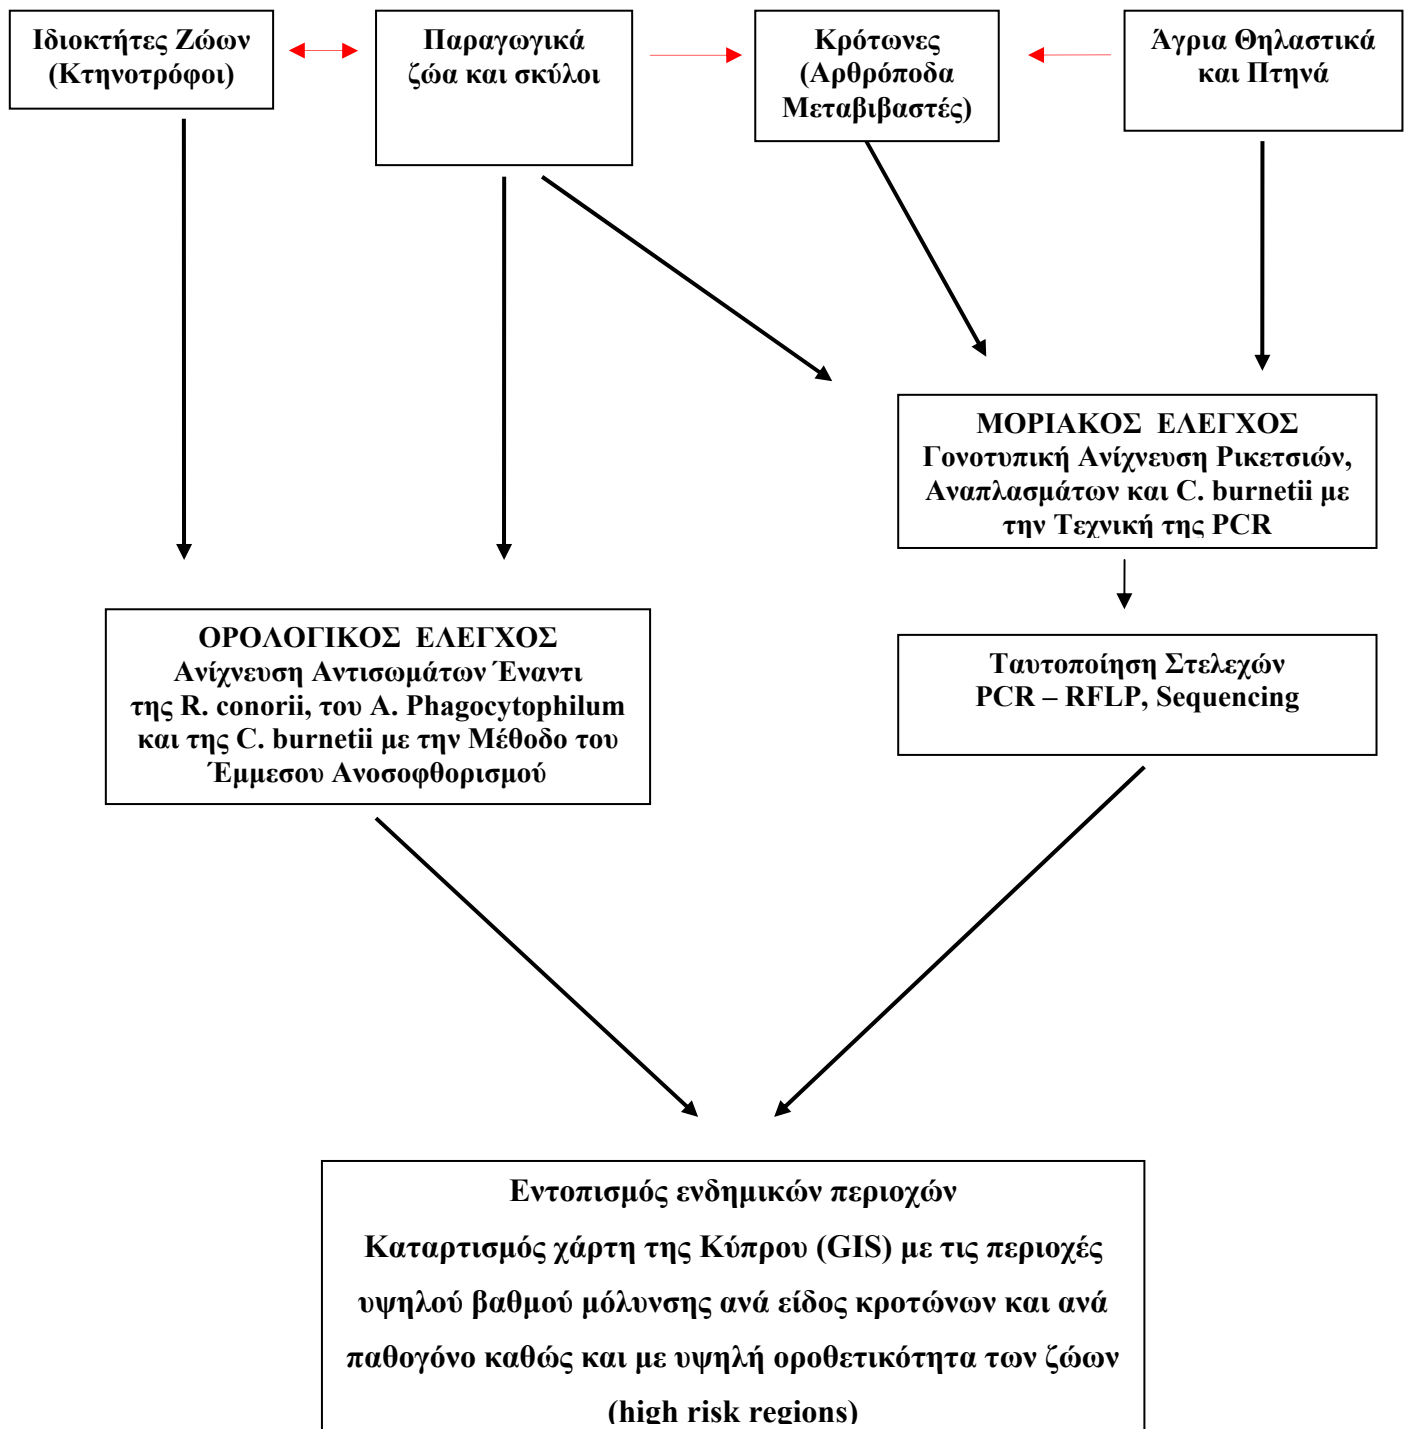 Ιδιοκτήτες Ζώων
(Κτηνοτρόφοι)
Παραγωγικά
ζώα και σκύλοι
Κρότωνες
(Αρθρόποδα
Μεταβιβαστές)
Άγρια Θηλαστικά
και Πτηνά
ΜΟΡΙΑΚΟΣ ΕΛΕΓΧΟΣ
Γονοτυπική Ανίχνευση Ρικετσιών,
Αναπλασμάτων και C. burnetii με
την Τεχνική της PCR
ΟΡΟΛΟΓΙΚΟΣ ΕΛΕΓΧΟΣ
Ανίχνευση Αντισωμάτων Έναντι
της R. conorii, του A. Phagocytophilum
και της C. burnetii με την Μέθοδο του
Έμμεσου Ανοσοφθορισμού
Ταυτοποίηση Στελεχών
PCR – RFLP, Sequencing
Εντοπισμός ενδημικών περιοχών
Καταρτισμός χάρτη της Κύπρου (GIS) με τις περιοχές
υψηλού βαθμού μόλυνσης ανά είδος κροτώνων και ανά
παθογόνο καθώς και με υψηλή οροθετικότητα των ζώων
(high risk regions)